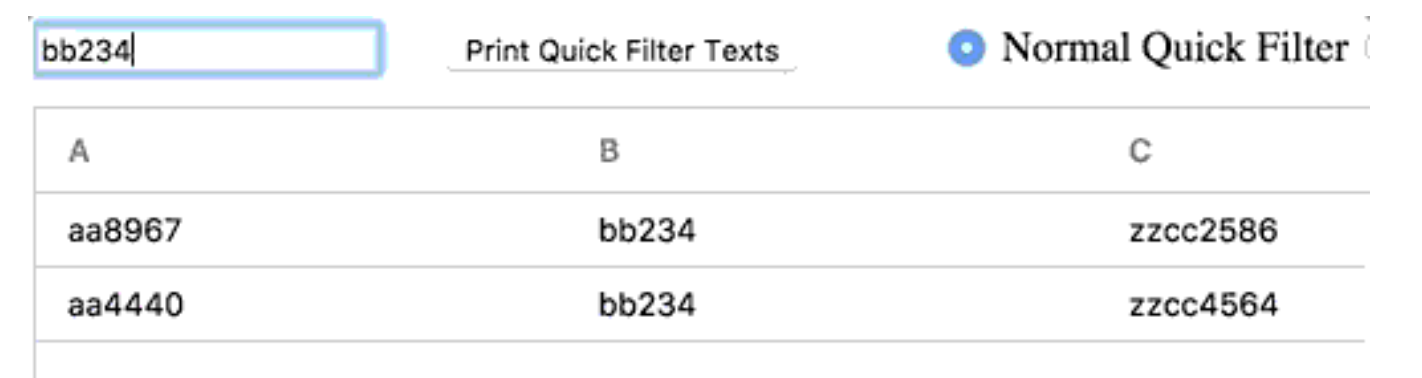 bb234 Print Quick Filter Texts Normal Quick Filter
A B C
aa8967 bb234 zzcc2586
aa4440 bb234 zzcc4564